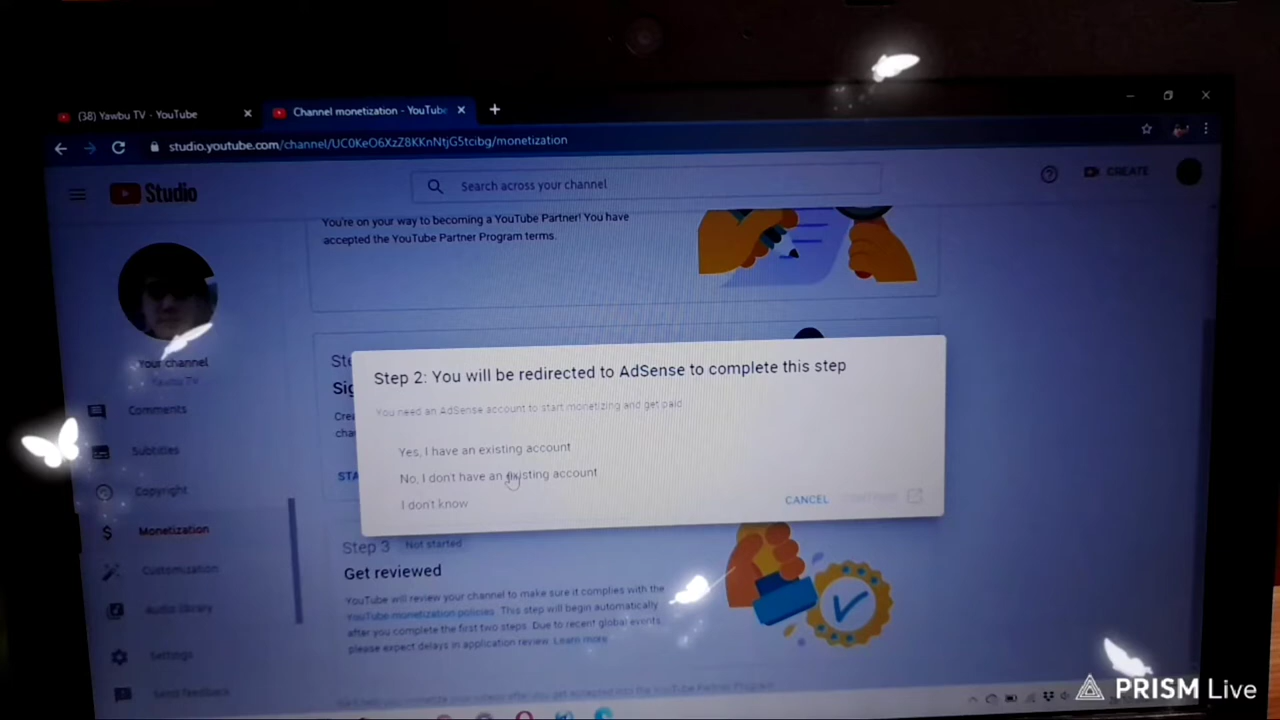 (38) Yawbu TV - YouTube
Channel monetization - YouTube
studio.youtube.com/channel/UC0KeO6XzZ8KKnNtjG5tcibg/monetization
Studio
Search across your channel
CREATE
You're on your way to becoming a YouTube Partner! You have
accepted the YouTube Partner Program terms.
Your channel
Yawbu TV
Comments
Subtitles
Copyright
Monetization
Customization
Audio library
Settings
Send feedback
Step 2: You will be redirected to AdSense to complete this step
You need an AdSense account to start monetizing and get paid
Yes, I have an existing account
No, I don't have an existing account
I don't know
CANCEL
Step 3
Not started
Get reviewed
YouTube will review your channel to make sure it complies with the
YouTube monetization policies. This step will begin automatically
after you complete the first two steps. Due to recent global events,
please expect delays in application review. Learn more
PRISM Live